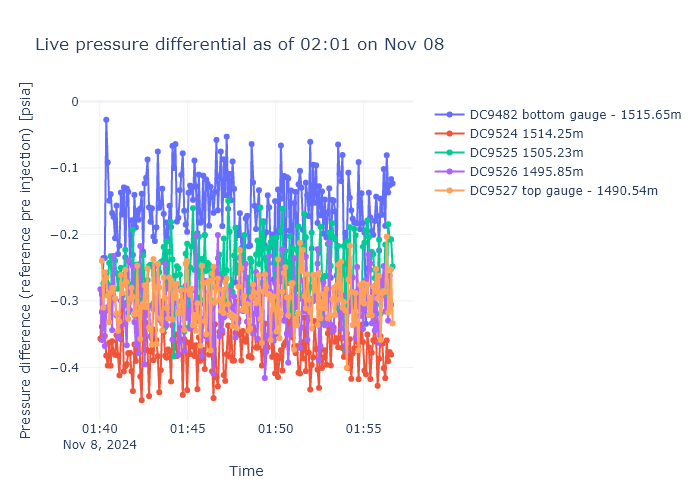 Live pressure differential as of 02:01 on Nov 08
Pressure difference (reference pre injection) [psia]
0
−0.1
−0.2
−0.3
−0.4
01:40
Nov 8, 2024
01:45
01:50
01:55
Time
DC9482 bottom gauge - 1515.65m
DC9524 1514.25m
DC9525 1505.23m
DC9526 1495.85m
DC9527 top gauge - 1490.54m